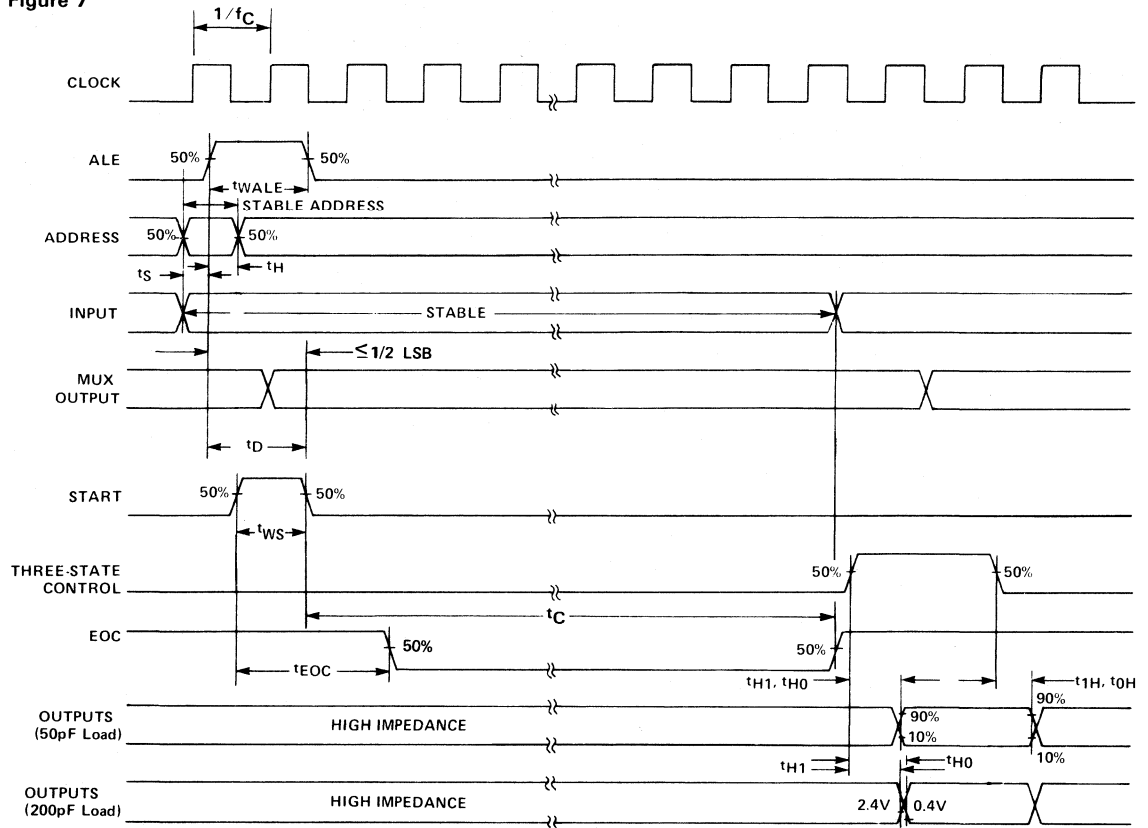 Figure 7
1/fC
CLOCK
ALE
50%
50%
tWALE
STABLE ADDRESS
ADDRESS
50%
50%
tS
tH
INPUT
STABLE
≤1/2 LSB
MUX
OUTPUT
tD
START
50%
50%
tWS
THREE-STATE
CONTROL
50%
50%
tC
EOC
50%
50%
tEOC
tH1, tH0
t1H, t0H
OUTPUTS
(50pF Load)
HIGH IMPEDANCE
90%
10%
90%
10%
tH1
tH0
OUTPUTS
(200pF Load)
HIGH IMPEDANCE
2.4V
0.4V